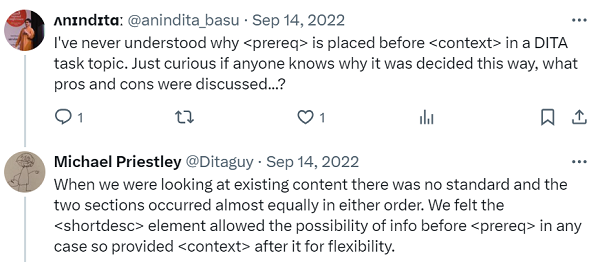 ʌnɪndɪtɑ: @anindita_basu · Sep 14, 2022
I've never understood why <prereq> is placed before <context> in a DITA
task topic. Just curious if anyone knows why it was decided this way, what
pros and cons were discussed...?
1 1
Michael Priestley @Ditaguy · Sep 14, 2022
When we were looking at existing content there was no standard and the
two sections occurred almost equally in either order. We felt the
<shortdesc> element allowed the possibility of info before <prereq> in any
case so provided <context> after it for flexibility.